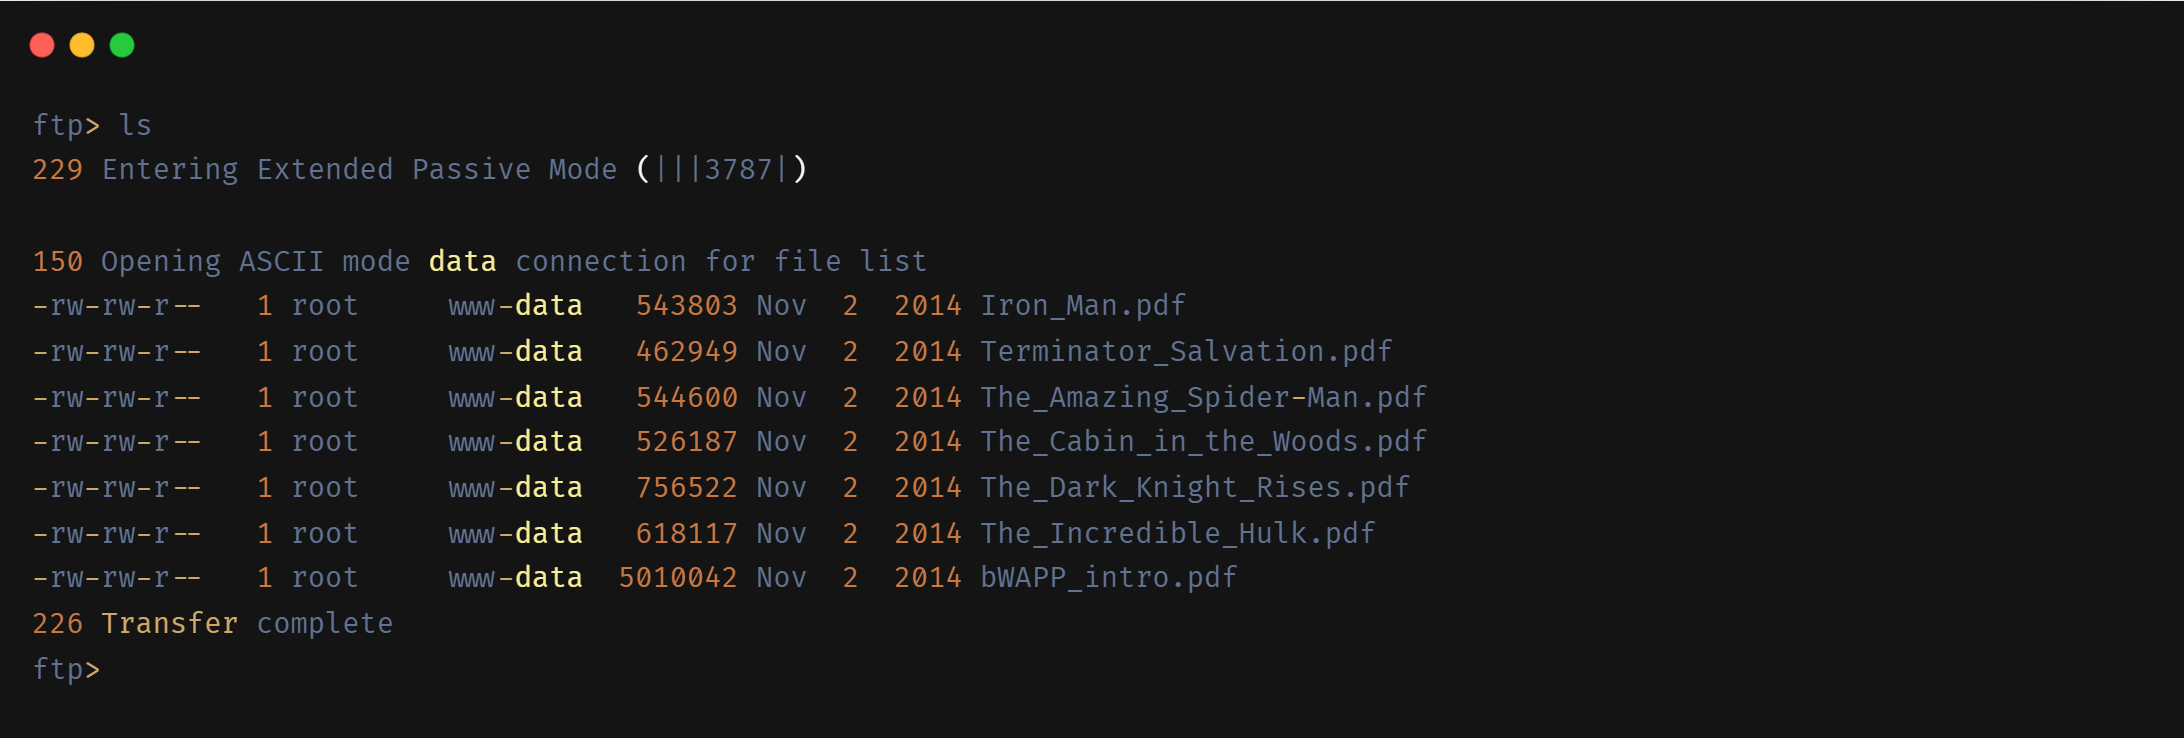 ftp> ls
229 Entering Extended Passive Mode (|||3787|)
150 Opening ASCII mode data connection for file list
-rw-rw-r--   1 root     www-data   543803 Nov  2  2014 Iron_Man.pdf
-rw-rw-r--   1 root     www-data   462949 Nov  2  2014 Terminator_Salvation.pdf
-rw-rw-r--   1 root     www-data   544600 Nov  2  2014 The_Amazing_Spider-Man.pdf
-rw-rw-r--   1 root     www-data   526187 Nov  2  2014 The_Cabin_in_the_Woods.pdf
-rw-rw-r--   1 root     www-data   756522 Nov  2  2014 The_Dark_Knight_Rises.pdf
-rw-rw-r--   1 root     www-data   618117 Nov  2  2014 The_Incredible_Hulk.pdf
-rw-rw-r--   1 root     www-data  5010042 Nov  2  2014 bWAPP_intro.pdf
226 Transfer complete
ftp>